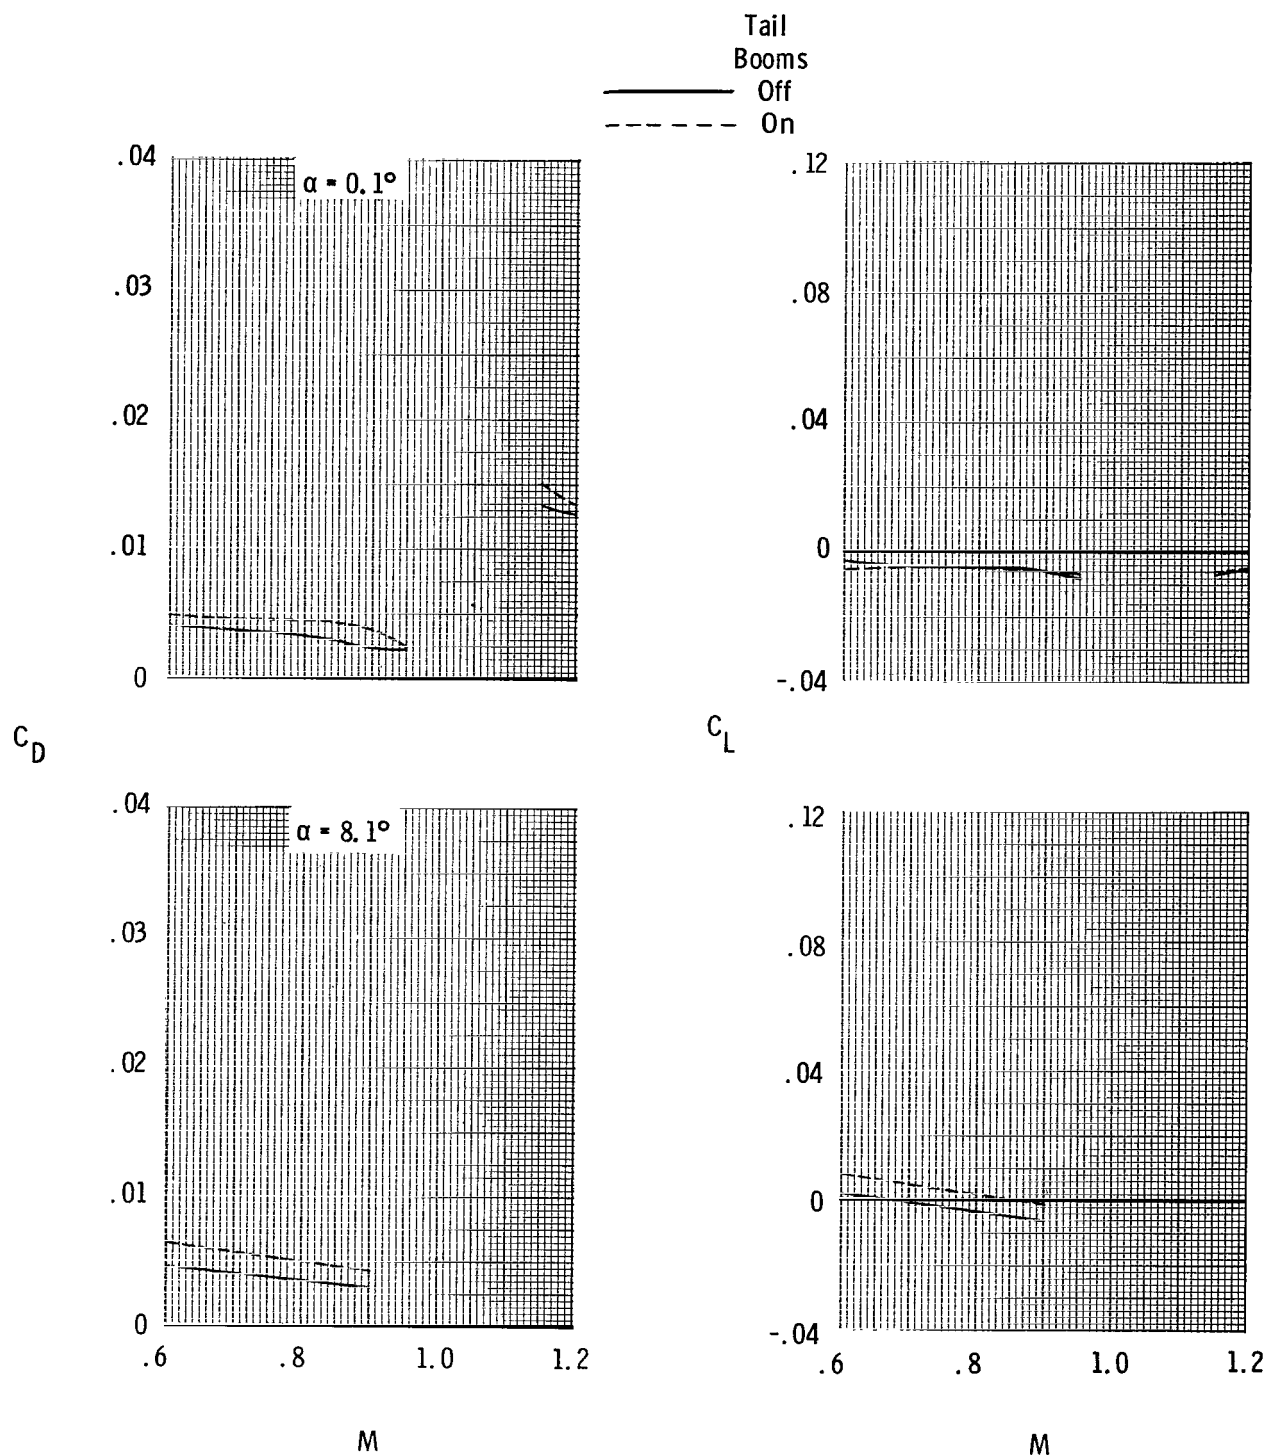 Tail
Booms
Off
On
.04
.03
.02
.01
0
α = 0.1°
.12
.08
.04
0
-.04
C_D
C_L
.04
.03
.02
.01
0
α = 8.1°
.6 .8 1.0 1.2
M
.12
.08
.04
0
-.04
.6 .8 1.0 1.2
M